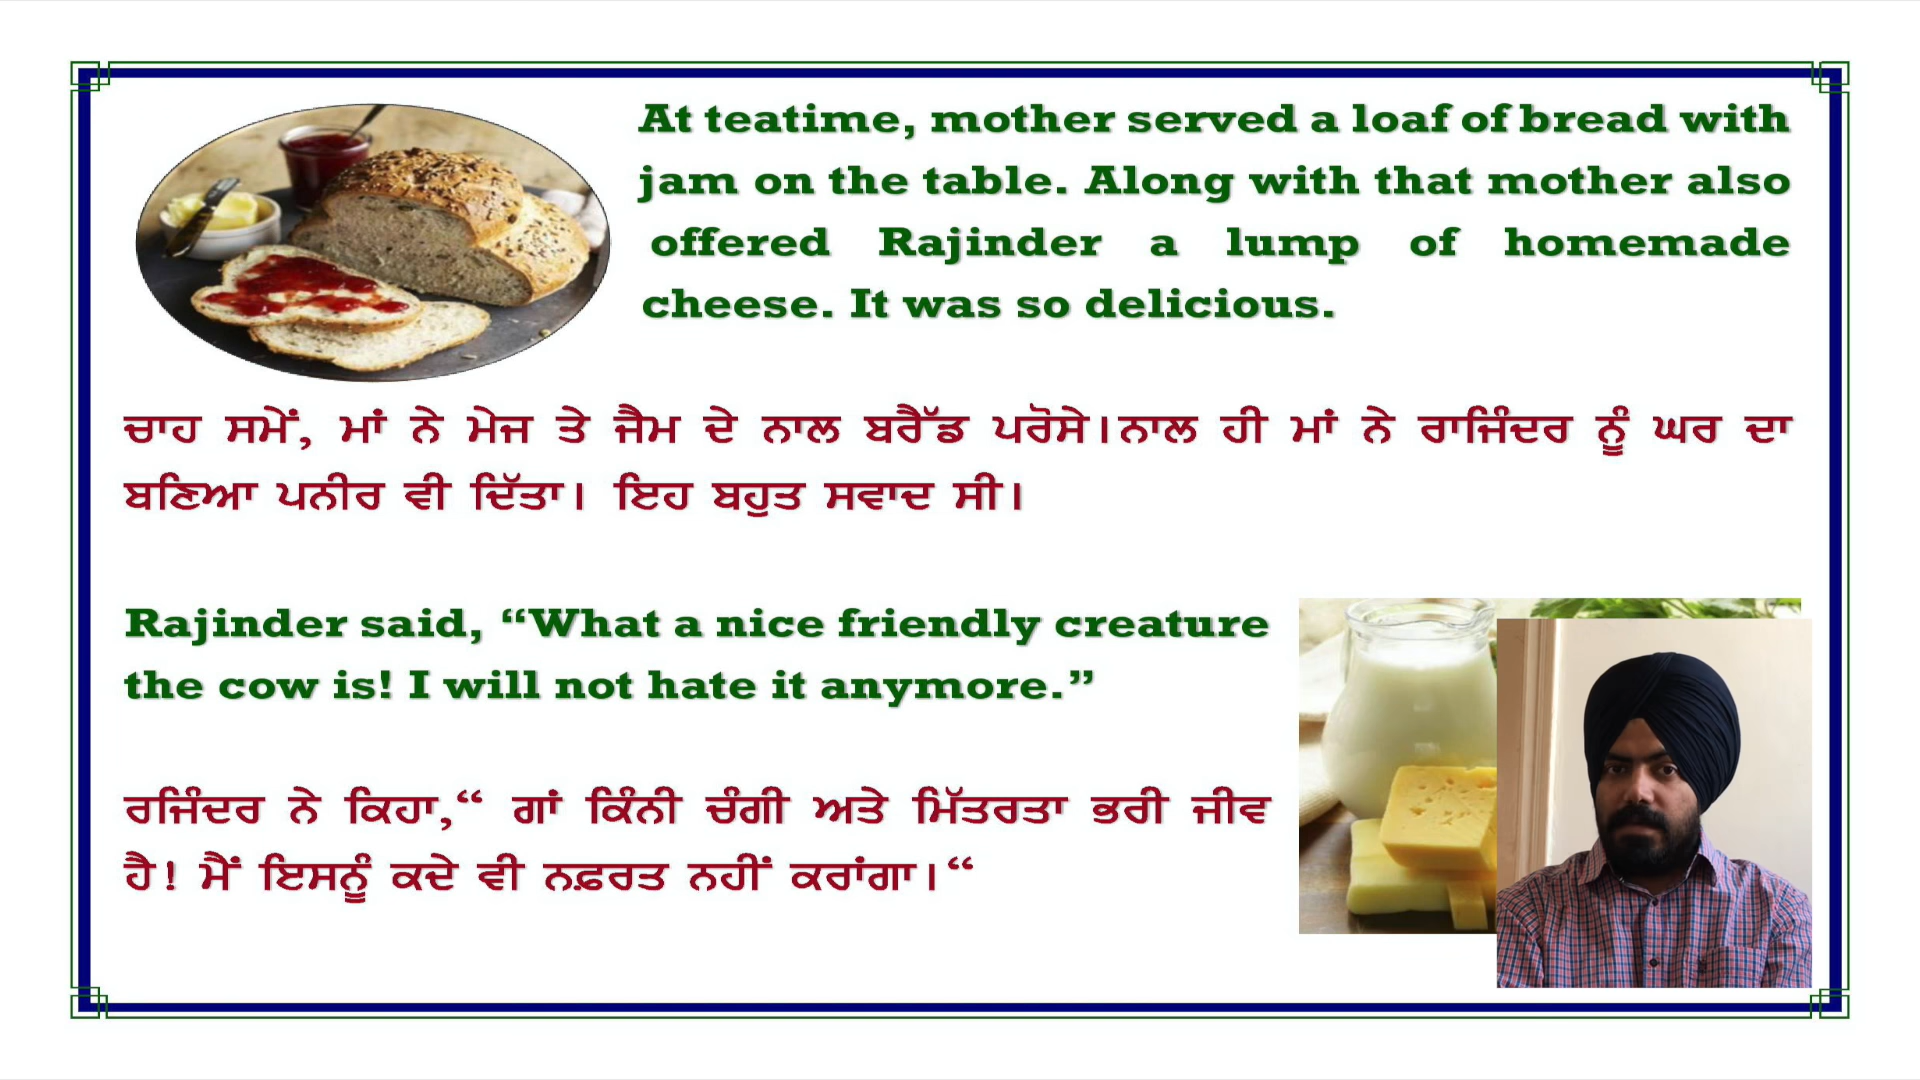 At teatime, mother served a loaf of bread with
jam on the table. Along with that mother also
offered Rajinder a lump of homemade
cheese. It was so delicious.
ਚਾਹ ਸਮੇਂ, ਮਾਂ ਨੇ ਮੇਜ ਤੇ ਜੈਮ ਦੇ ਨਾਲ ਬਰੈੱਡ ਪਰੋਸੇ।ਨਾਲ ਹੀ ਮਾਂ ਨੇ ਰਾਜਿੰਦਰ ਨੂੰ ਘਰ ਦਾ
ਬਣਿਆ ਪਨੀਰ ਵੀ ਦਿੱਤਾ। ਇਹ ਬਹੁਤ ਸਵਾਦ ਸੀ।
Rajinder said, “What a nice friendly creature
the cow is! I will not hate it anymore.”
ਰਜਿੰਦਰ ਨੇ ਕਿਹਾ,“ ਗਾਂ ਕਿੰਨੀ ਚੰਗੀ ਅਤੇ ਮਿੱਤਰਤਾ ਭਰੀ ਜੀਵ
ਹੈ! ਮੈਂ ਇਸਨੂੰ ਕਦੇ ਵੀ ਨਫ਼ਰਤ ਨਹੀਂ ਕਰਾਂਗਾ।“